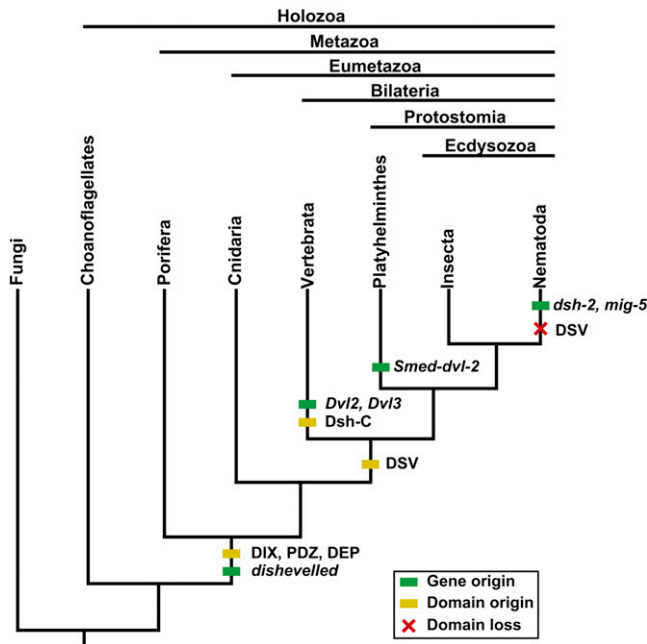 Holozoa
Metazoa
Eumetazoa
Bilateria
Protostomia
Ecdysozoa
Fungi
Choanoflagellates
Porifera
Cnidaria
Vertebrata
Platyhelminthes
Insecta
Nematoda
dsh-2, mig-5
DSV
Smed-dvl-2
Dvl2, Dvl3
Dsh-C
DSV
DIX, PDZ, DEP
dishevelled
Gene origin
Domain origin
Domain loss